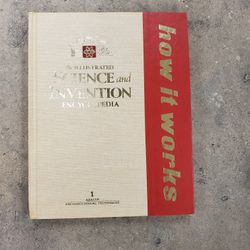 ILLUSTRATED
SCIENCE and
INVENTION
ENCYCLOPEDIA
how it works
1